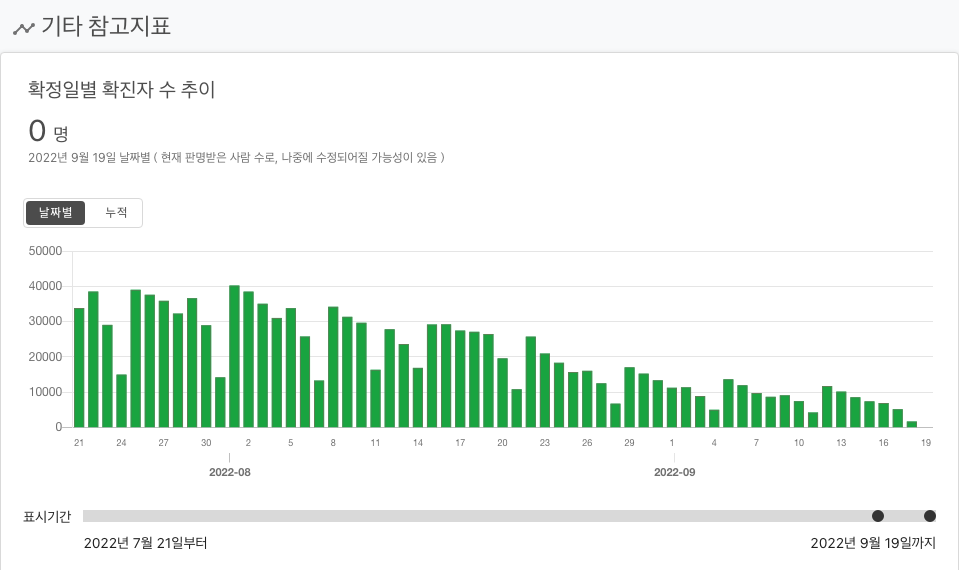 기타 참고지표
확정일별 확진자 수 추이
0 명
2022년 9월 19일 날짜별 ( 현재 판명받은 사람 수로, 나중에 수정되어질 가능성이 있음 )
날짜별 누적
50000
40000
30000
20000
10000
0
21 24 27 30 2 5 8 11 14 17 20 23 26 29 1 4 7 10 13 16 19
2022-08 2022-09
표시기간
2022년 7월 21일부터 2022년 9월 19일까지